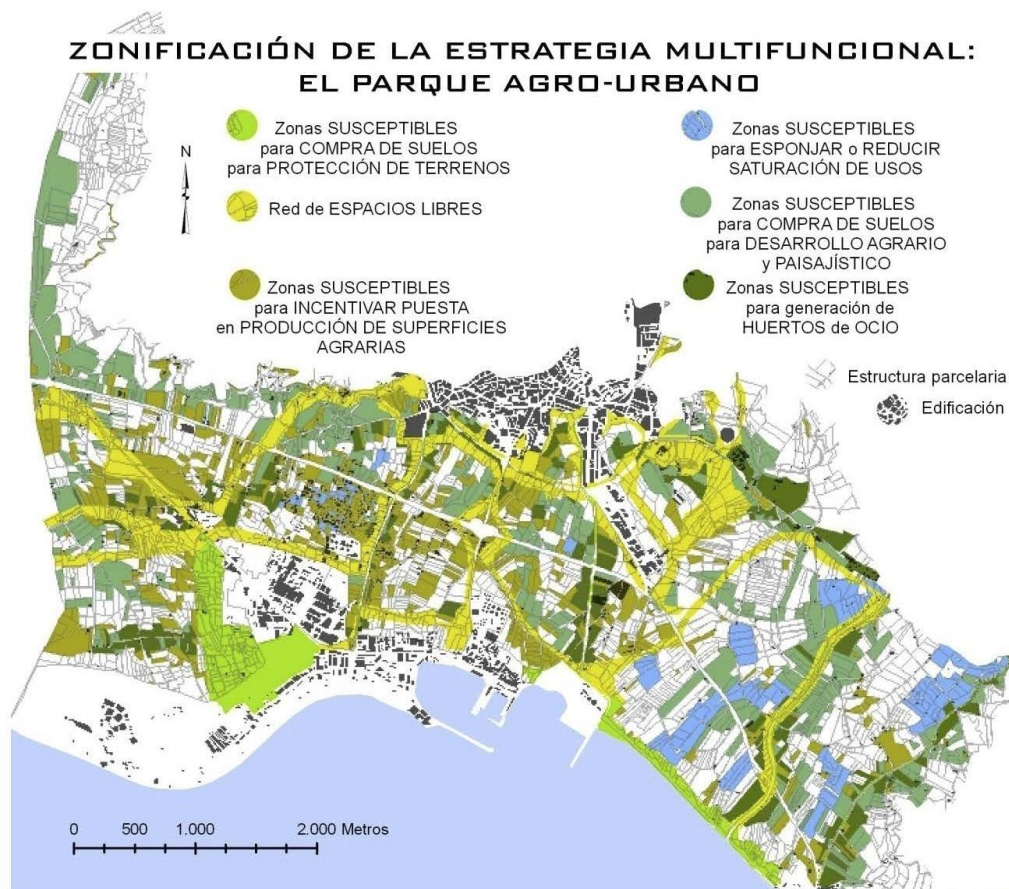 ZONIFICACIÓN DE LA ESTRATEGIA MULTIFUNCIONAL:
EL PARQUE AGRO-URBANO
Zonas SUSCEPTIBLES
para COMPRA DE SUELOS
para PROTECCIÓN DE TERRENOS
Red de ESPACIOS LIBRES
Zonas SUSCEPTIBLES
para INCENTIVAR PUESTA
en PRODUCCIÓN DE SUPERFICIES
AGRARIAS
Zonas SUSCEPTIBLES
para ESPONJAR o REDUCIR
SATURACIÓN DE USOS
Zonas SUSCEPTIBLES
para COMPRA DE SUELOS
para DESARROLLO AGRARIO
y PAISAJÍSTICO
Zonas SUSCEPTIBLES
para generación de
HUERTOS de OCIO
Estructura parcelaria
Edificación
N
0 500 1.000 2.000 Metros